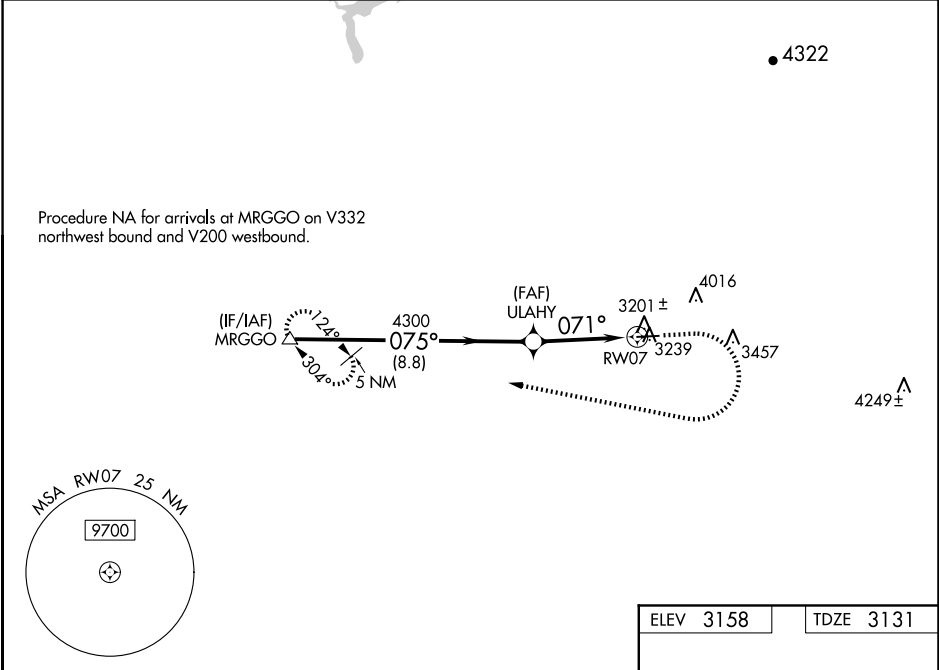 4322
Procedure NA for arrivals at MRGGO on V332
northwest bound and V200 westbound.
4016
(FAF)
ULAHY
3201 ±
(IF/IAF)
MRGGO
124°
4300
075°
(8.8)
071°
RW07
3239
3457
304°
5 NM
4249 ±
MSA RW07 25 NM
9700
ELEV 3158
TDZE 3131